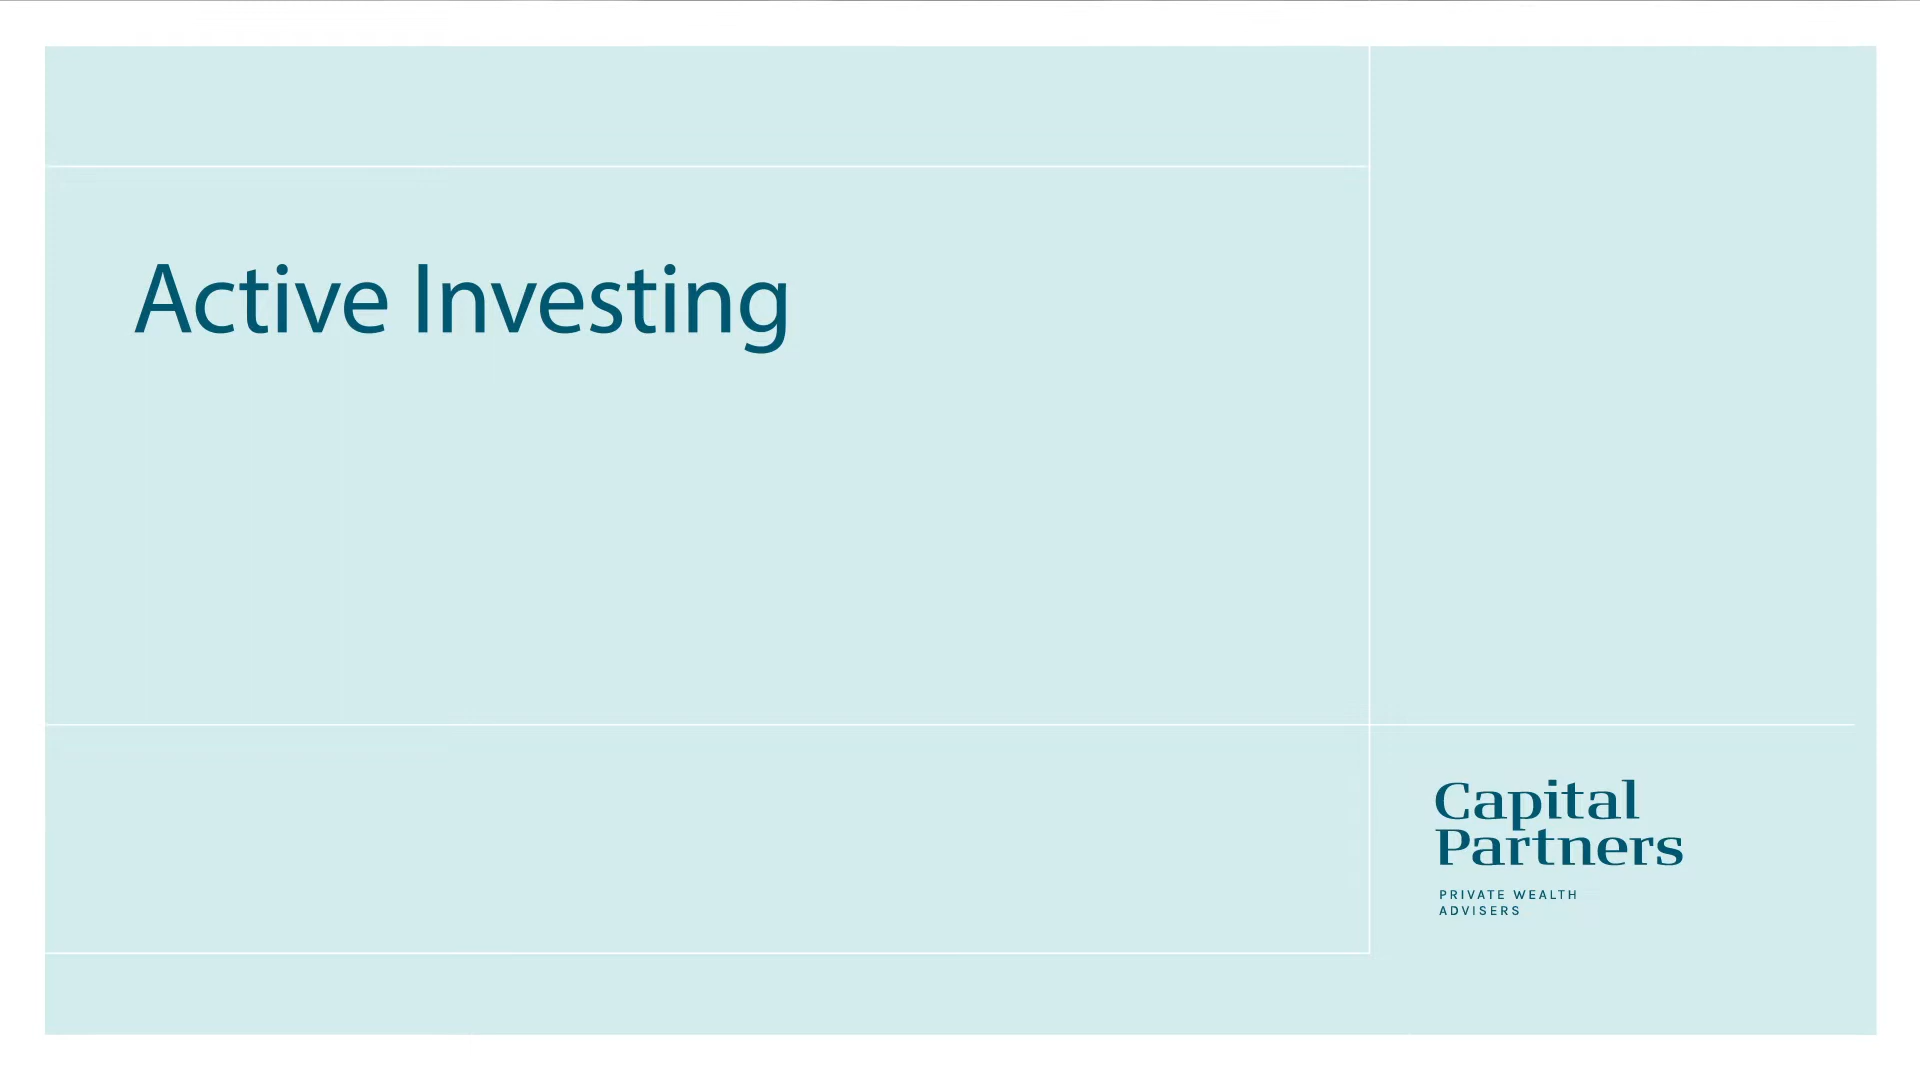 Active Investing
Capital
Partners
PRIVATE WEALTH
ADVISERS